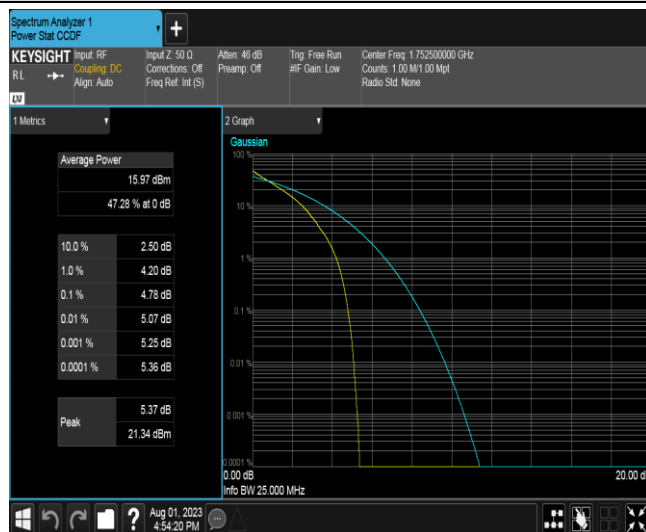 Spectrum Analyzer 1
Power Stat CCDF
+
KEYSIGHT
RL
LXI
Input: RF
Coupling: DC
Align: Auto
Input Z: 50 Ω
Corrections: Off
Freq Ref: Int (S)
Atten: 46 dB
Preamp: Off
Trig: Free Run
#IF Gain: Low
Center Freq: 1.752500000 GHz
Counts: 1.00 M/1.00 Mpt
Radio Std: None
1 Metrics
Average Power
15.97 dBm
47.28 % at 0 dB
10.0 % 2.50 dB
1.0 % 4.20 dB
0.1 % 4.78 dB
0.01 % 5.07 dB
0.001 % 5.25 dB
0.0001 % 5.36 dB
Peak
5.37 dB
21.34 dBm
2 Graph
Gaussian
100 %
10 %
1 %
0.1 %
0.01 %
0.001 %
0.0001 %
0.00 dB
20.00 d
Info BW 25.000 MHz
?
Aug 01, 2023
4:54:20 PM